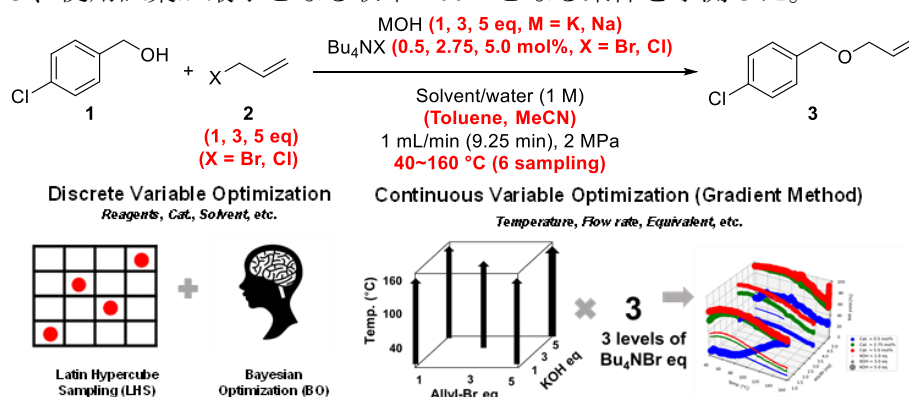 MOH (1, 3, 5 eq, M = K, Na)
Bu4NX (0.5, 2.75, 5.0 mol%, X = Br, Cl)
OH
Cl
1
+
X
2
(1, 3, 5 eq)
(X = Br, Cl)
Solvent/water (1 M)
(Toluene, MeCN)
1 mL/min (9.25 min), 2 MPa
40~160 °C (6 sampling)
O
Cl
3
Discrete Variable Optimization
Reagents, Cat., Solvent, etc.
Continuous Variable Optimization (Gradient Method)
Temperature, Flow rate, Equivalent, etc.
Latin Hypercube
Sampling (LHS)
Bayesian
Optimization (BO)
Temp. (°C)
160
100
40
1
3
5
Allyl-Br eq
1
3
5
KOH eq
3
3 levels of
Bu4NBr eq